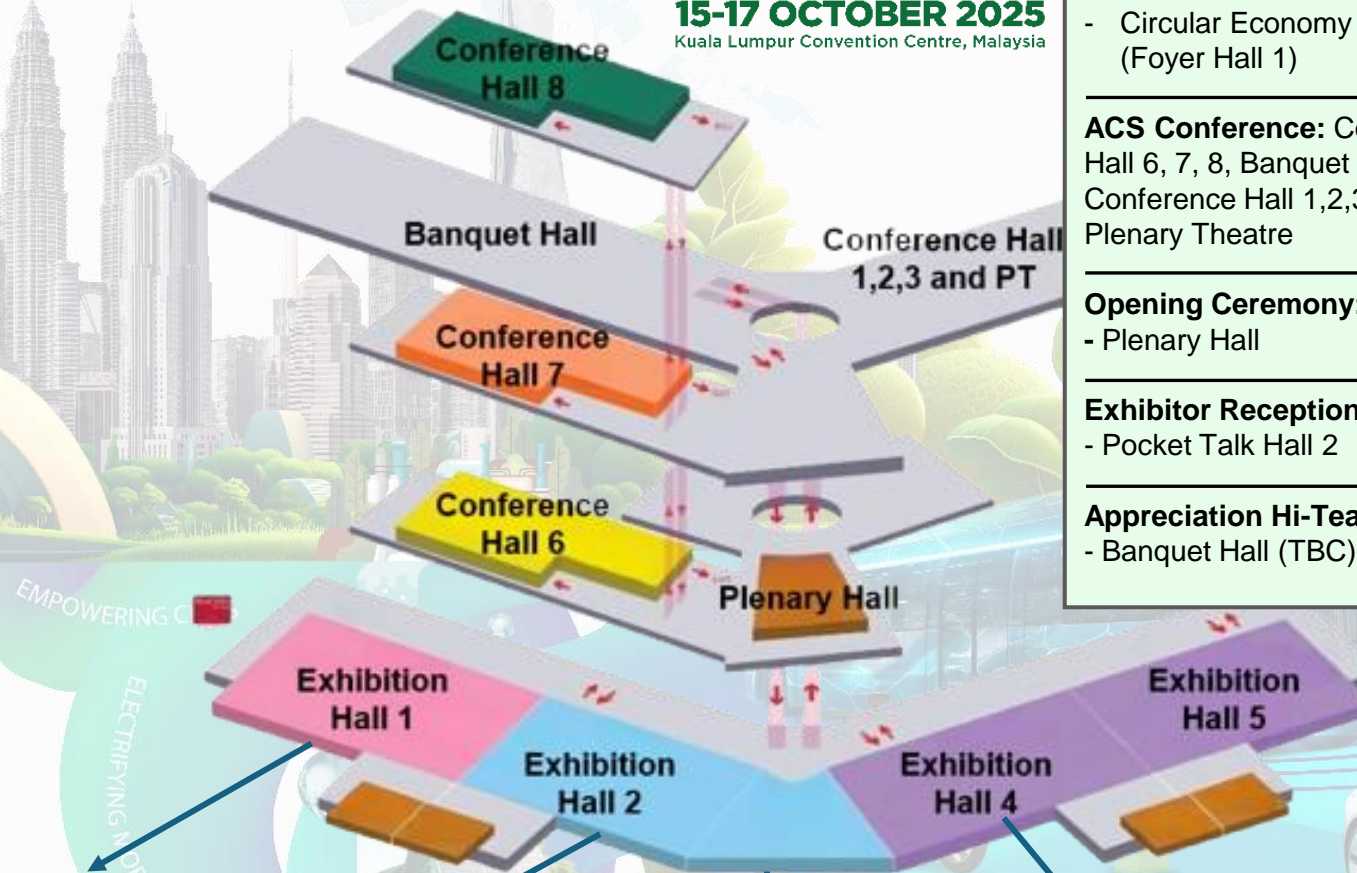 15-17 OCTOBER 2025
Kuala Lumpur Convention Centre, Malaysia
Conference
Hall 8
Banquet Hall
Conference Hall
1,2,3 and PT
Conference
Hall 7
Conference
Hall 6
Plenary Hall
Exhibition
Hall 1
Exhibition
Hall 2
Exhibition
Hall 4
Exhibition
Hall 5
- Circular Economy
(Foyer Hall 1)
ACS Conference:
Hall 6, 7, 8, Banquet
Conference Hall 1,2,3
Plenary Theatre
Opening Ceremony:
- Plenary Hall
Exhibitor Reception
- Pocket Talk Hall 2
Appreciation Hi-Tea
- Banquet Hall (TBC)
EMPOWERING
ELECTRIFYING